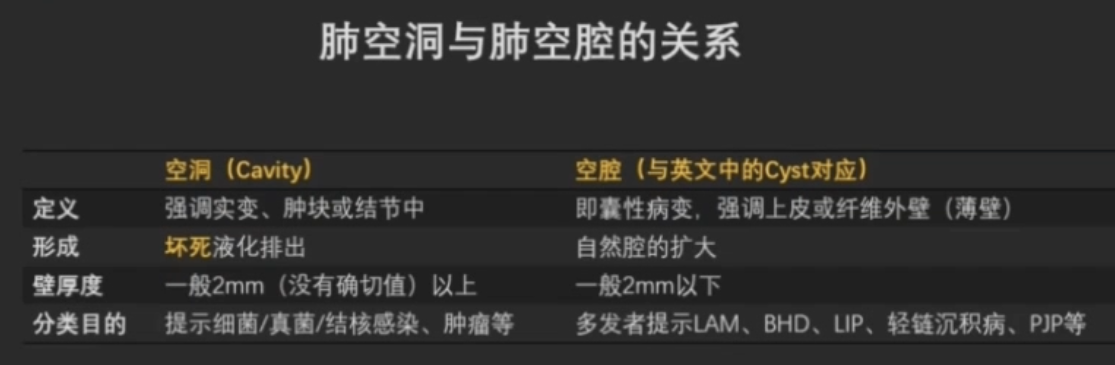 肺空洞与肺空腔的关系
空洞（Cavity） 空腔（与英文中的Cyst对应）
定义 强调实变、肿块或结节中 即囊性病变，强调上皮或纤维外壁（薄壁）
形成 坏死液化排出 自然腔的扩大
壁厚度 一般2mm（没有确切值）以上 一般2mm以下
分类目的 提示细菌/真菌/结核感染、肿瘤等 多发者提示LAM、BHD、LIP、轻链沉积病、PJP等